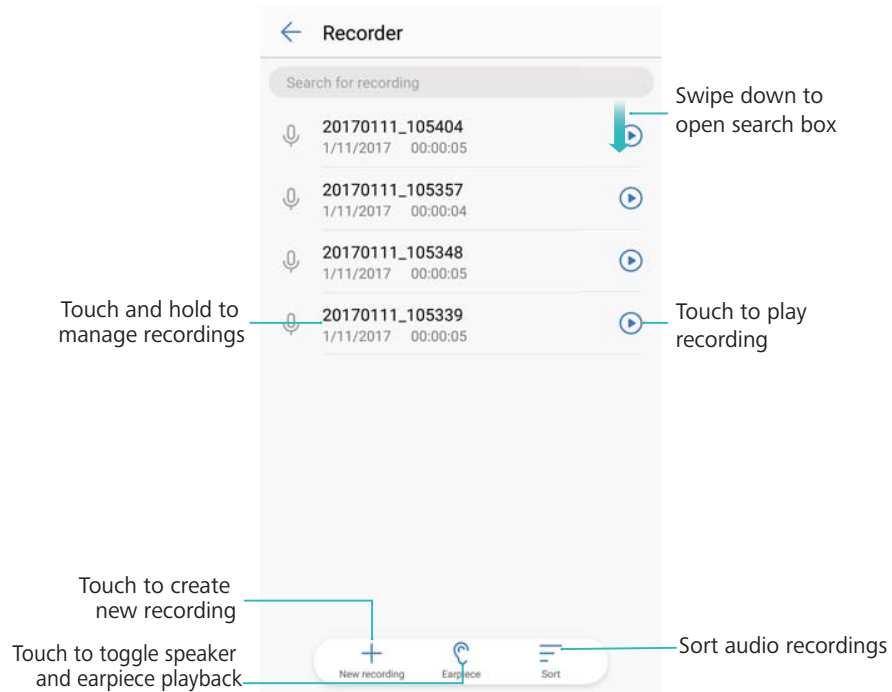 Recorder
Search for recording
Swipe down to
open search box
20170111_105404
1/11/2017 00:00:05
20170111_105357
1/11/2017 00:00:04
20170111_105348
1/11/2017 00:00:05
Touch and hold to
manage recordings
20170111_105339
1/11/2017 00:00:05
Touch to play
recording
Touch to create
new recording
Touch to toggle speaker
and earpiece playback
New recording
Earpiece
Sort
Sort audio recordings